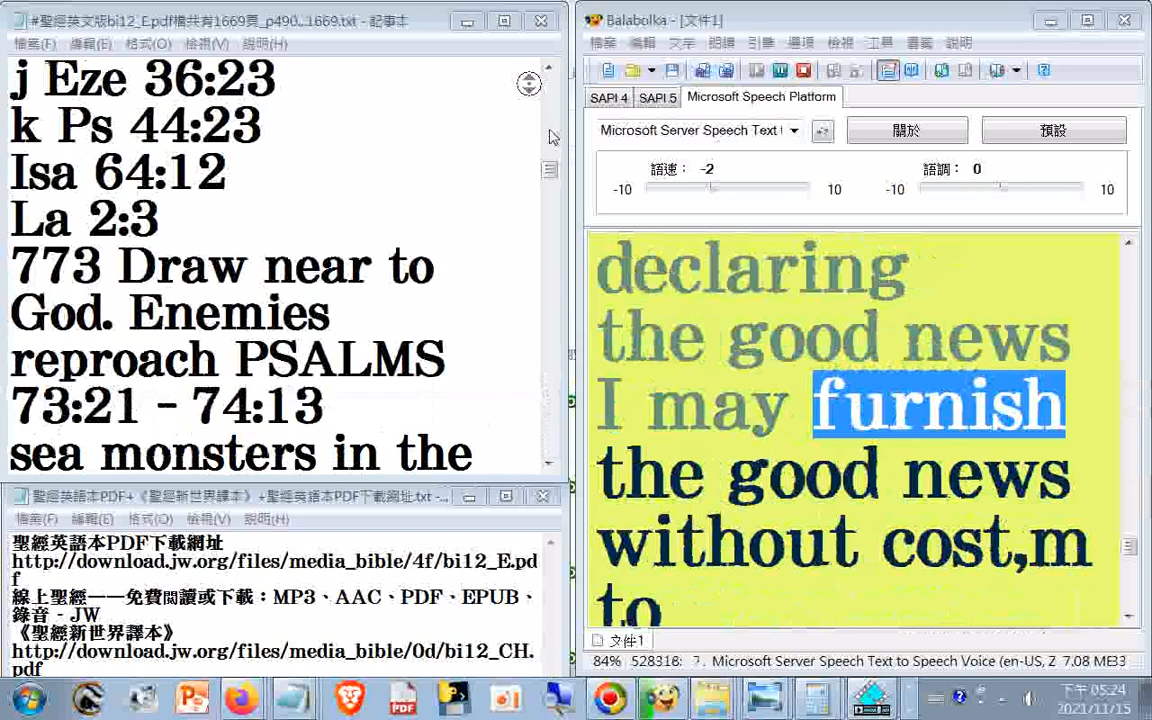 #聖經英文版bi12_E.pdf檔共有1669頁_p490...1669.txt - 記事本
檔案(F) 編輯(E) 格式(O) 檢視(V) 說明(H)
j Eze 36:23
k Ps 44:23
Isa 64:12
La 2:3
773 Draw near to
God. Enemies
reproach PSALMS
73:21 - 74:13
sea monsters in the
聖經英語本PDF+《聖經新世界譯本》+聖經英語本PDF下載網址.txt -...
檔案(F) 編輯(E) 格式(O) 檢視(V) 說明(H)
聖經英語本PDF下載網址
http://download.jw.org/files/media_bible/4f/bi12_E.pd
f
線上聖經——免費閱讀或下載：MP3、AAC、PDF、EPUB、
錄音 - JW
《聖經新世界譯本》
http://download.jw.org/files/media_bible/0d/bi12_CH.
pdf
Balabolka - [文件1]
檔案 編輯 文字 朗讀 引擎 選項 檢視 工具 書籤 說明
SAPI 4 SAPI 5 Microsoft Speech Platform
Microsoft Server Speech Text 關於 預設
語速： -2 語調： 0
-10 10 -10 10
declaring
the good news
I may furnish
the good news
without cost,m
to
文件1
84% 528318: 7. Microsoft Server Speech Text to Speech Voice (en-US, Z 7.08 MB
PDF
下午 05:24
2021/11/15